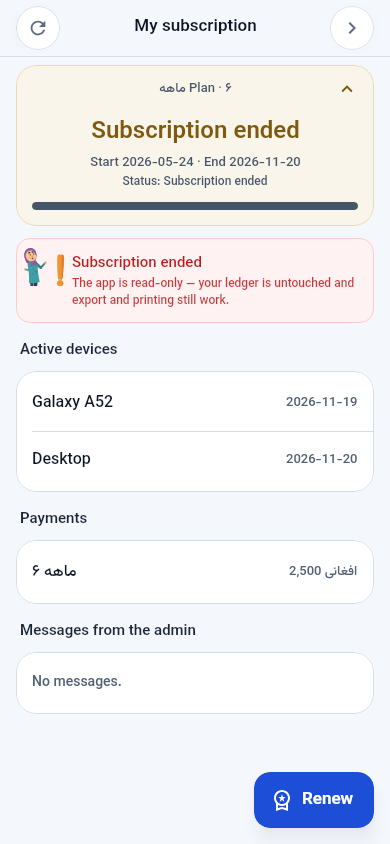 My subscription
Plan · ۶ ماهه
Subscription ended
Start 2026-05-24 · End 2026-11-20
Status: Subscription ended
Subscription ended
The app is read-only — your ledger is untouched and
export and printing still work.
Active devices
Galaxy A52
2026-11-19
Desktop
2026-11-20
Payments
۶ ماهه
2,500 افغانی
Messages from the admin
No messages.
Renew